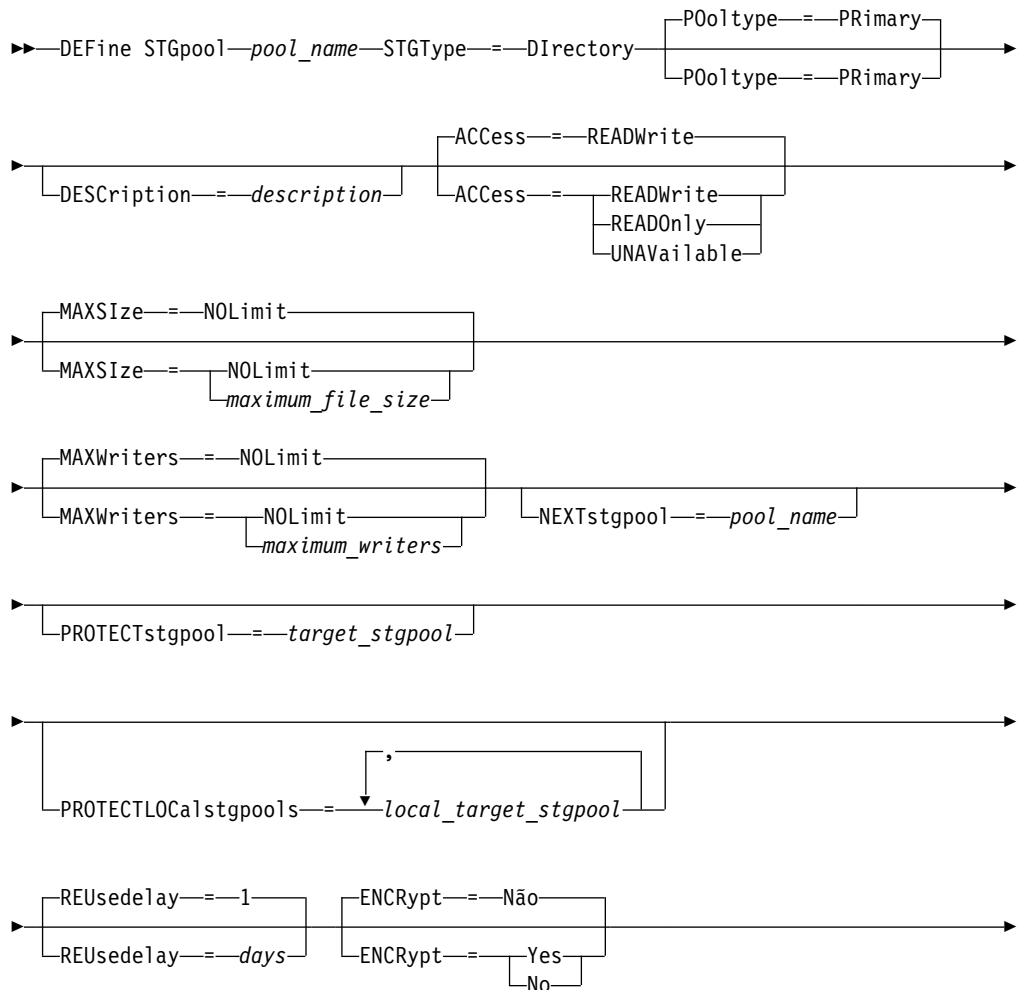 POoltype = PRimary
DEFine STGpool pool_name STGType = DIrectory
POoltype = PRimary
ACCess = READWrite
DESCription = description
ACCess = READWrite
READOnly
UNAVailable
MAXSIze = NOLimit
MAXSIze = NOLimit
maximum_file_size
MAXWriters = NOLimit
MAXWriters = NOLimit
maximum_writers
NEXTstgpool = pool_name
PROTECTstgpool = target_stgpool
,
PROTECTLOCalstgpools = local_target_stgpool
REUsedelay = 1
REUsedelay = days
ENCRypt = Não
ENCRypt = Yes
No